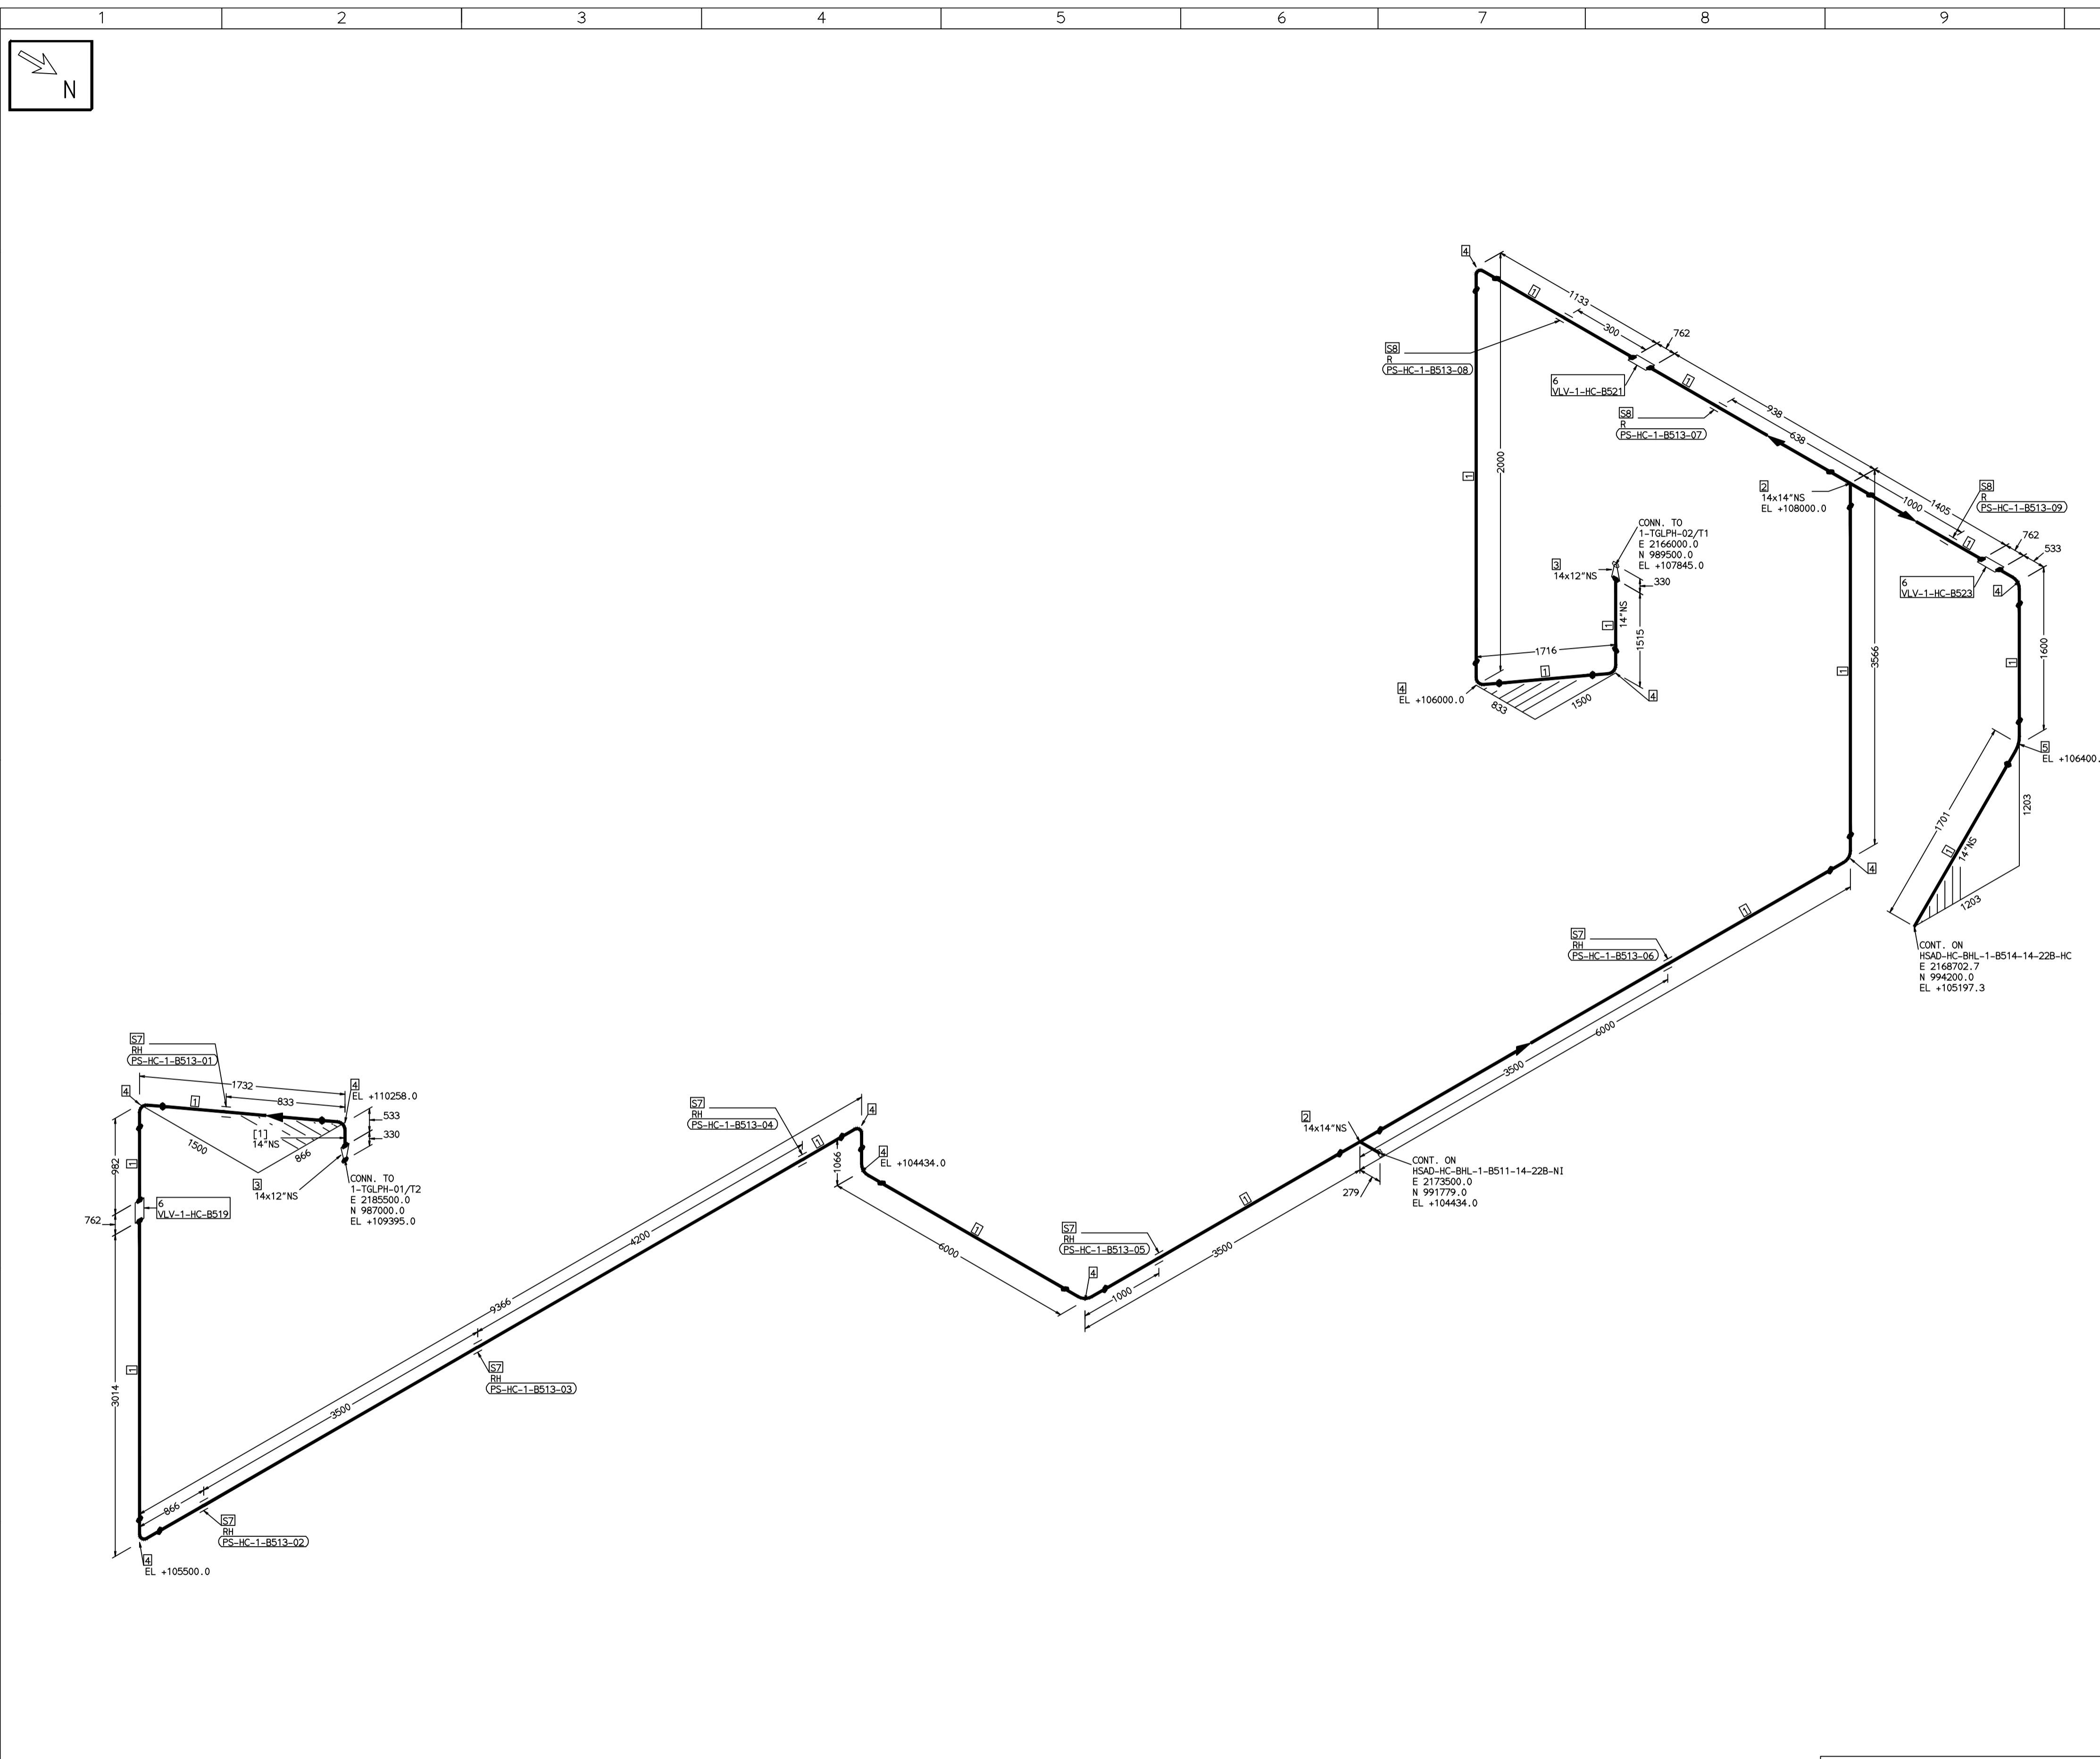 1 2 3 4 5 6 7 8 9
N
4
1133
300
762
S8
R
PS-HC-1-B513-08
6
VLV-1-HC-B521
1
1
S8
R
PS-HC-1-B513-07
938
638
2000
1
2
14x14"NS
EL +108000.0
1000
1405
S8
R
PS-HC-1-B513-09
762
533
1
6
VLV-1-HC-B523
4
CONN. TO
1-TGLPH-02/T1
E 2166000.0
N 989500.0
EL +107845.0
3
14x12"NS
330
14"NS
1
1515
1716
1
4
EL +106000.0
833
1500
4
3566
1
1600
1
5
EL +106400.
1203
1701
1
14"NS
1203
4
CONT. ON
HSAD-HC-BHL-1-B514-14-22B-HC
E 2168702.7
N 994200.0
EL +105197.3
1
S7
RH
PS-HC-1-B513-06
6000
3500
S7
RH
PS-HC-1-B513-01
1732
833
4
1
4
EL +110258.0
533
330
[1]
14"NS
1500
866
3
14x12"NS
CONN. TO
1-TGLPH-01/T2
E 2185500.0
N 987000.0
EL +109395.0
982
1
6
VLV-1-HC-B519
762
1
3014
S7
RH
PS-HC-1-B513-04
4
1
1066
4
EL +104434.0
2
14x14"NS
CONT. ON
HSAD-HC-BHL-1-B511-14-22B-NI
E 2173500.0
N 991779.0
EL +104434.0
279
1
1
6000
S7
RH
PS-HC-1-B513-05
3500
4
1000
4200
9366
S7
RH
PS-HC-1-B513-03
3500
866
S7
RH
PS-HC-1-B513-02
4
EL +105500.0